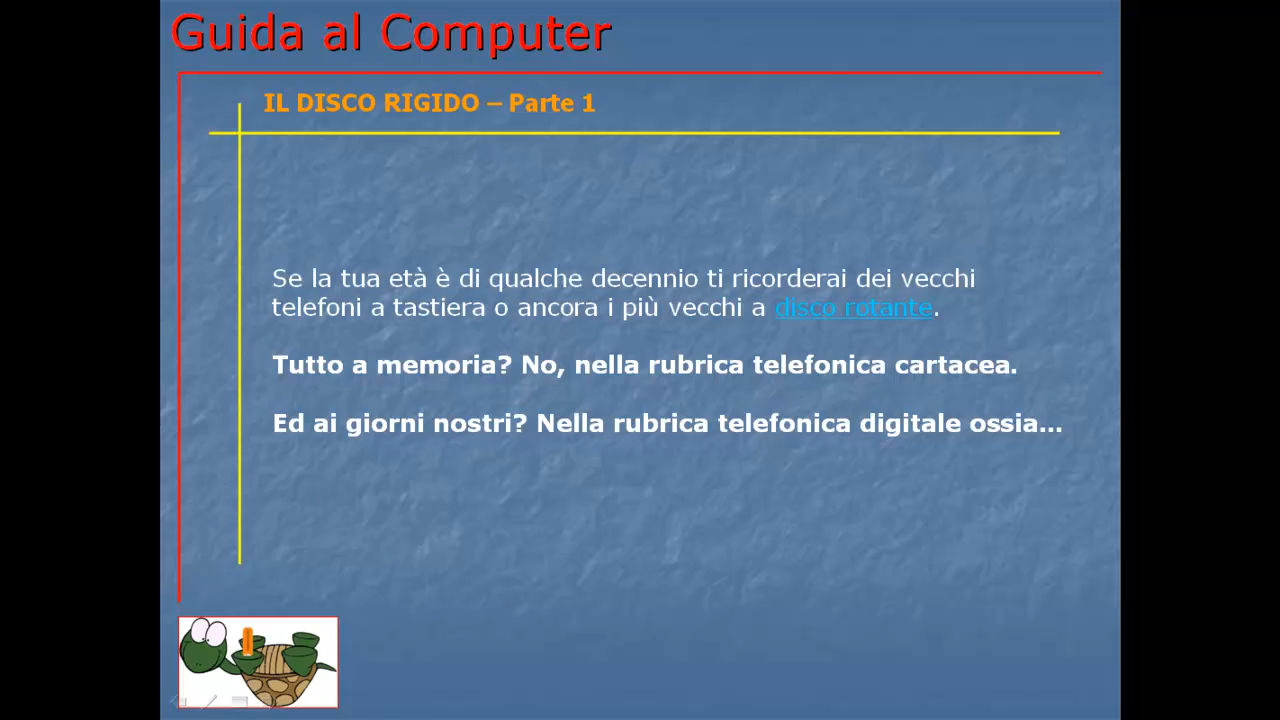 Guida al Computer
IL DISCO RIGIDO – Parte 1
Se la tua età è di qualche decennio ti ricorderai dei vecchi
telefoni a tastiera o ancora i più vecchi a disco rotante.
Tutto a memoria? No, nella rubrica telefonica cartacea.
Ed ai giorni nostri? Nella rubrica telefonica digitale ossia…